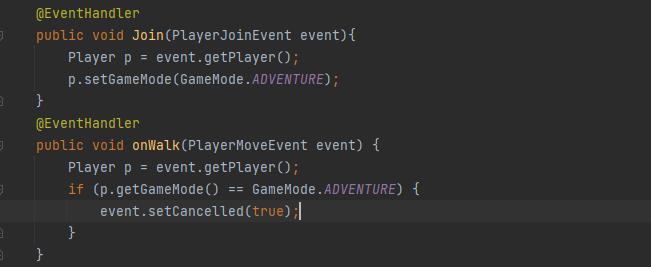 @EventHandler
public void Join(PlayerJoinEvent event){
Player p = event.getPlayer();
p.setGameMode(GameMode.ADVENTURE);
}
@EventHandler
public void onWalk(PlayerMoveEvent event) {
Player p = event.getPlayer();
if (p.getGameMode() == GameMode.ADVENTURE) {
event.setCancelled(true);
}
}